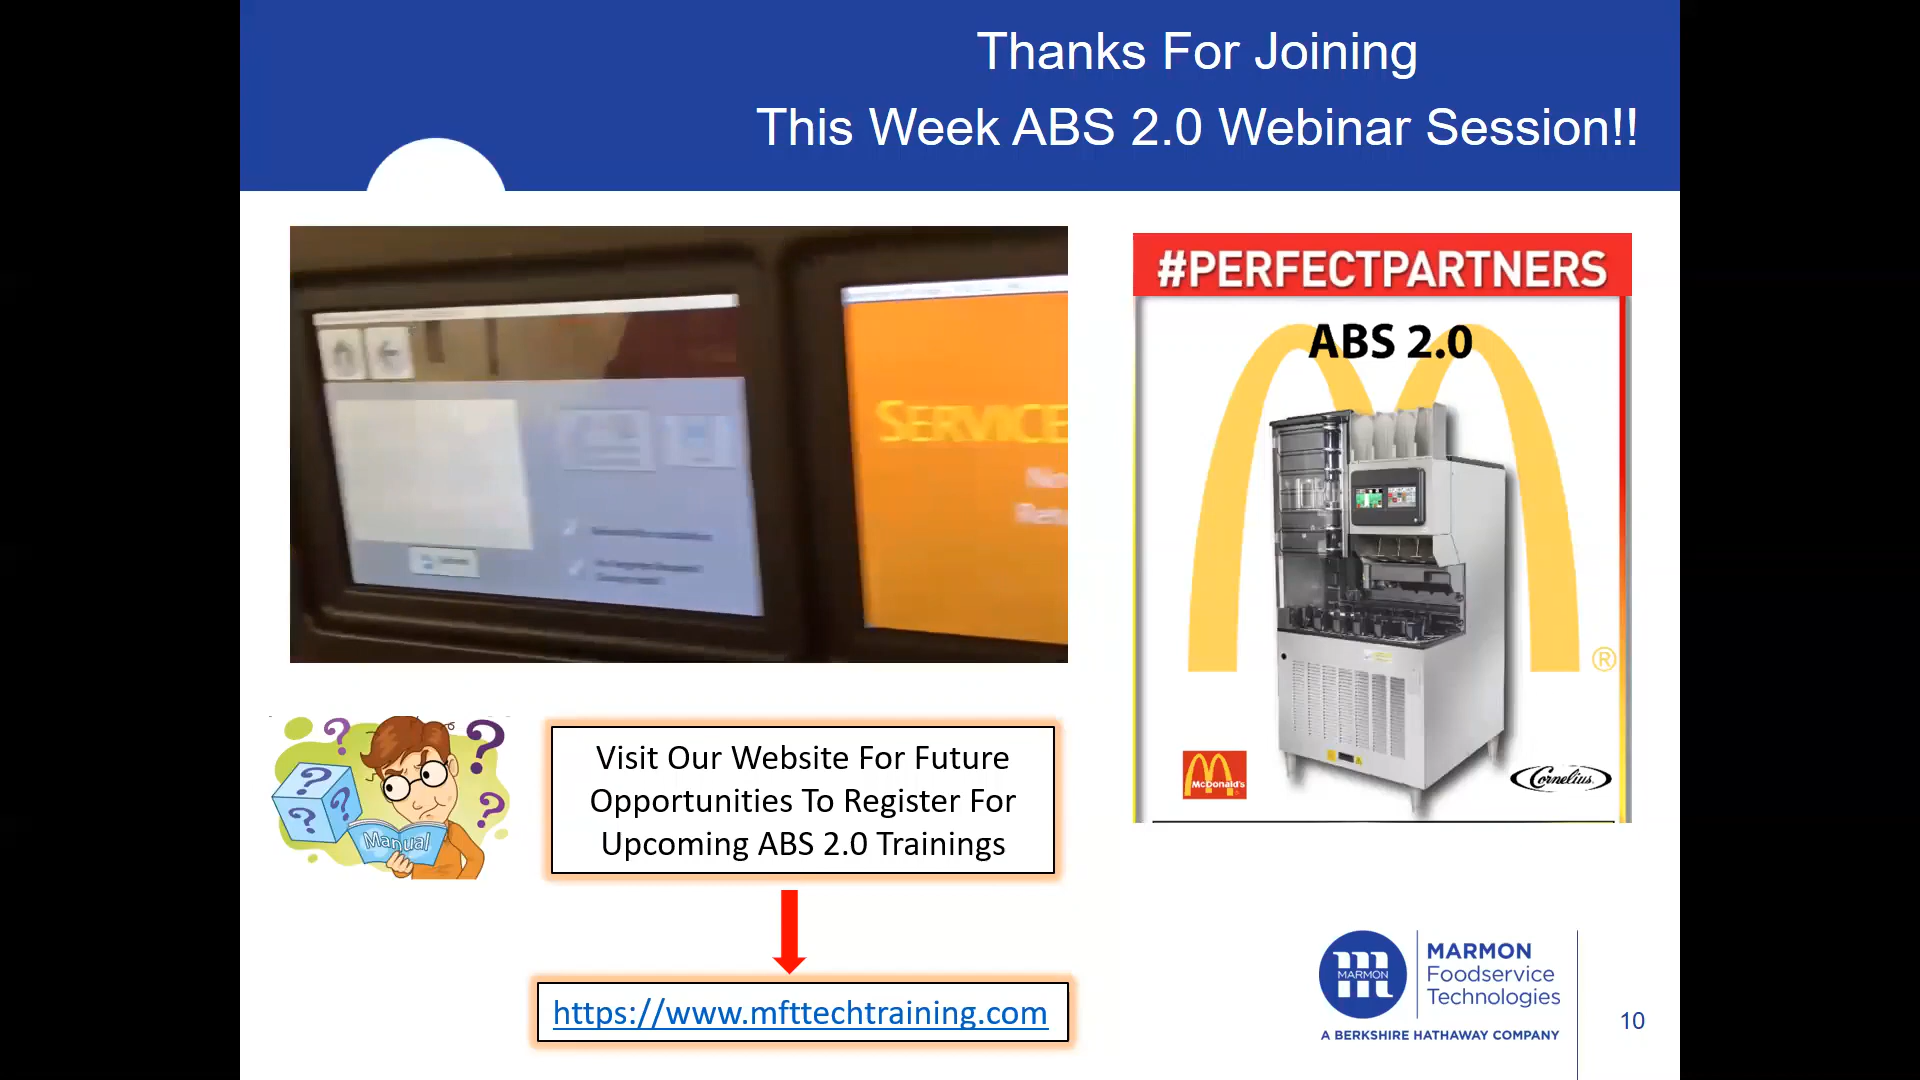 Thanks For Joining
This Week ABS 2.0 Webinar Session!!
SERVICE
#PERFECTPARTNERS
ABS 2.0
®
McDonald's
Cornelius
Manual
Visit Our Website For Future
Opportunities To Register For
Upcoming ABS 2.0 Trainings
https://www.mfttechtraining.com
MARMON
MARMON
Foodservice
Technologies
A BERKSHIRE HATHAWAY COMPANY
10